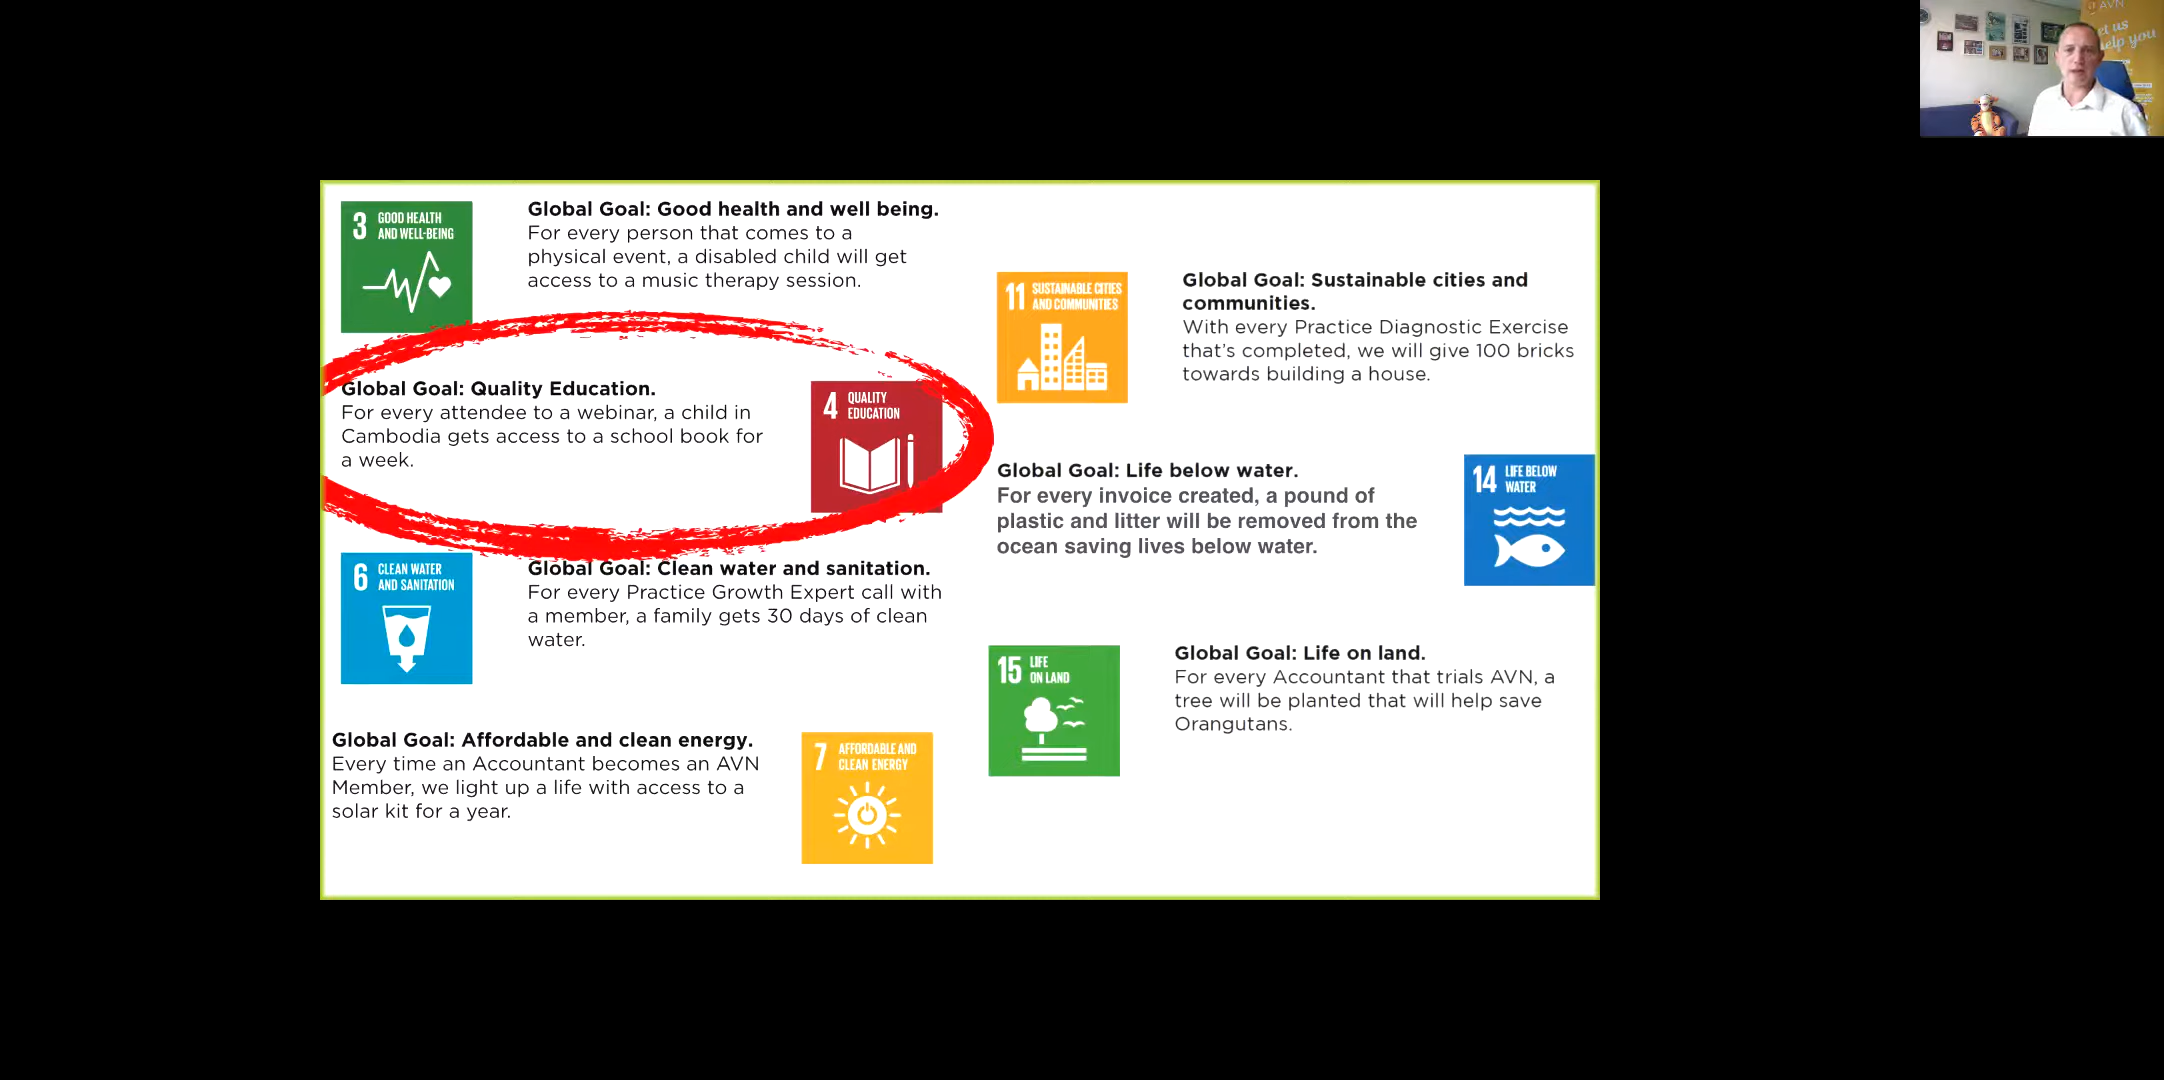 3 GOOD HEALTH
AND WELL-BEING
Global Goal: Good health and well being.
For every person that comes to a
physical event, a disabled child will get
access to a music therapy session.
Global Goal: Quality Education.
For every attendee to a webinar, a child in
Cambodia gets access to a school book for
a week.
4 QUALITY
EDUCATION
6 CLEAN WATER
AND SANITATION
Global Goal: Clean water and sanitation.
For every Practice Growth Expert call with
a member, a family gets 30 days of clean
water.
Global Goal: Affordable and clean energy.
Every time an Accountant becomes an AVN
Member, we light up a life with access to a
solar kit for a year.
7 AFFORDABLE AND
CLEAN ENERGY
11 SUSTAINABLE CITIES
AND COMMUNITIES
Global Goal: Sustainable cities and
communities.
With every Practice Diagnostic Exercise
that’s completed, we will give 100 bricks
towards building a house.
Global Goal: Life below water.
For every invoice created, a pound of
plastic and litter will be removed from the
ocean saving lives below water.
14 LIFE BELOW
WATER
15 LIFE
ON LAND
Global Goal: Life on land.
For every Accountant that trials AVN, a
tree will be planted that will help save
Orangutans.
AVN
et us
elp you